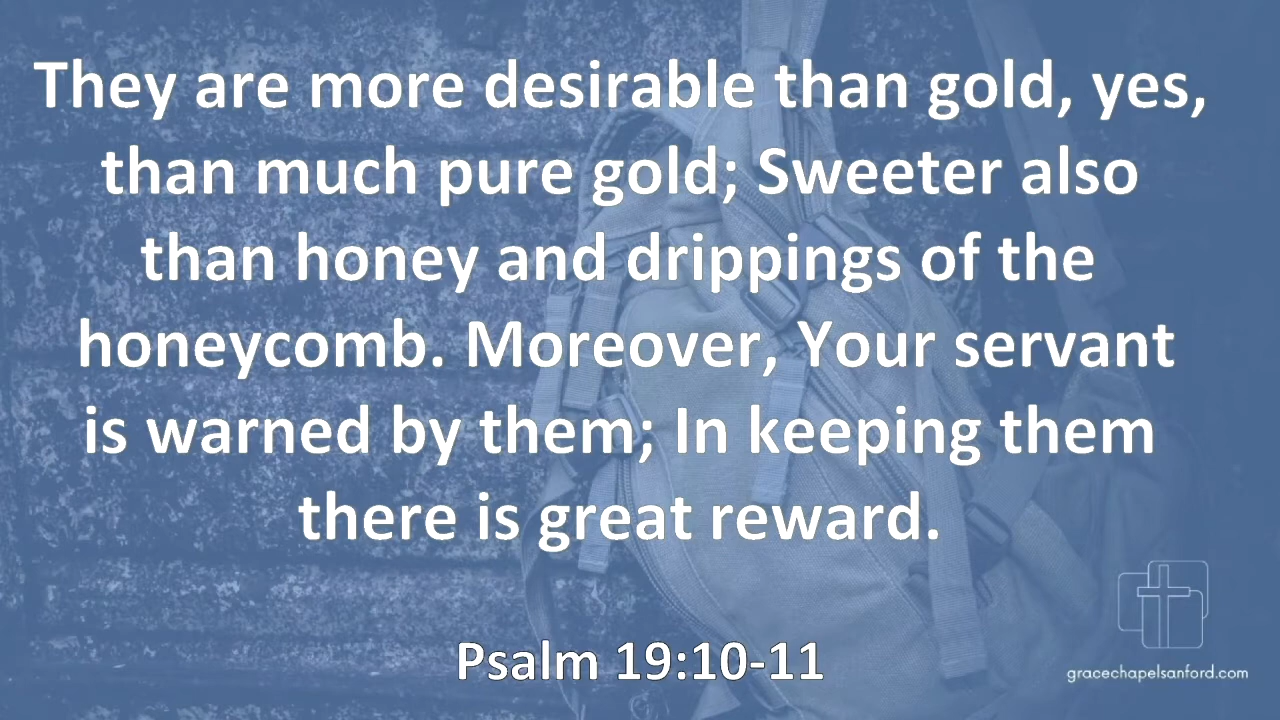 They are more desirable than gold, yes,
than much pure gold; Sweeter also
than honey and drippings of the
honeycomb. Moreover, Your servant
is warned by them; In keeping them
there is great reward.
Psalm 19:10-11
gracechapelsanford.com